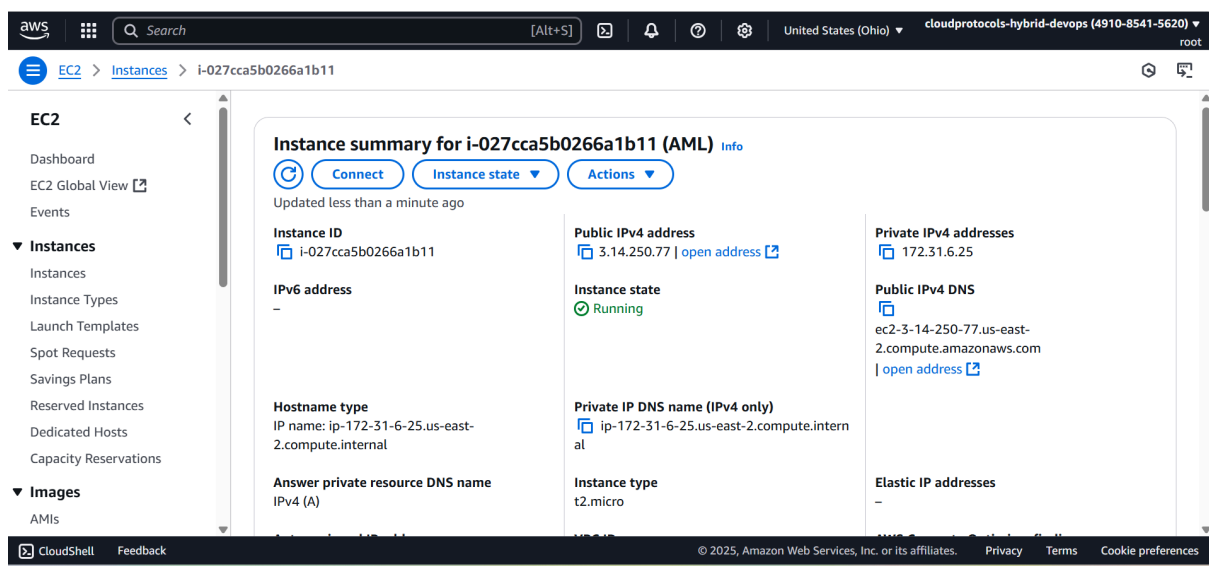 aws
Search [Alt+S]
United States (Ohio) ▼
cloudprotocols-hybrid-devops (4910-8541-5620) ▼
root
EC2 > Instances > i-027cca5b0266a1b11
EC2
Dashboard
EC2 Global View
Events
▼ Instances
Instances
Instance Types
Launch Templates
Spot Requests
Savings Plans
Reserved Instances
Dedicated Hosts
Capacity Reservations
▼ Images
AMIs
Instance summary for i-027cca5b0266a1b11 (AML) Info
Connect
Instance state ▼
Actions ▼
Updated less than a minute ago
Instance ID
i-027cca5b0266a1b11
Public IPv4 address
3.14.250.77 | open address
Private IPv4 addresses
172.31.6.25
IPv6 address
–
Instance state
Running
Public IPv4 DNS
ec2-3-14-250-77.us-east-
2.compute.amazonaws.com
| open address
Hostname type
IP name: ip-172-31-6-25.us-east-
2.compute.internal
Private IP DNS name (IPv4 only)
ip-172-31-6-25.us-east-2.compute.intern
al
Answer private resource DNS name
IPv4 (A)
Instance type
t2.micro
Elastic IP addresses
–
CloudShell
Feedback
© 2025, Amazon Web Services, Inc. or its affiliates.
Privacy
Terms
Cookie preferences